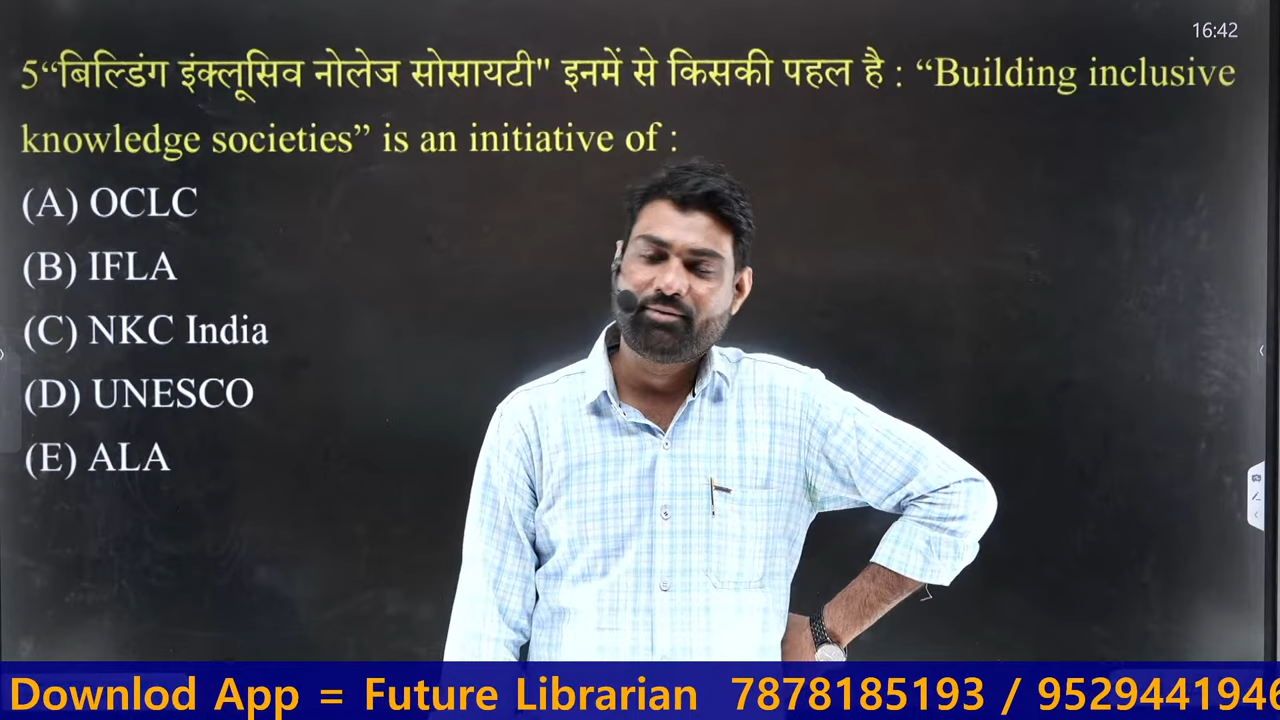 16:42
5“बिल्डिंग इंक्लूसिव नोलेज सोसायटी" इनमें से किसकी पहल है : “Building inclusive
knowledge societies” is an initiative of :
(A) OCLC
(B) IFLA
(C) NKC India
(D) UNESCO
(E) ALA
Downlod App = Future Librarian 7878185193 / 9529441946